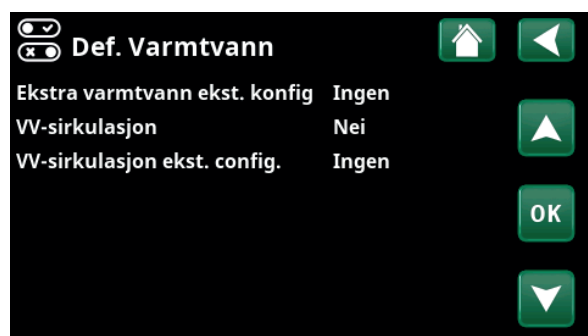 Def. Varmtvann
Ekstra varmtvann ekst. konfig Ingen
VV-sirkulasjon Nei
VV-sirkulasjon ekst. config. Ingen
OK